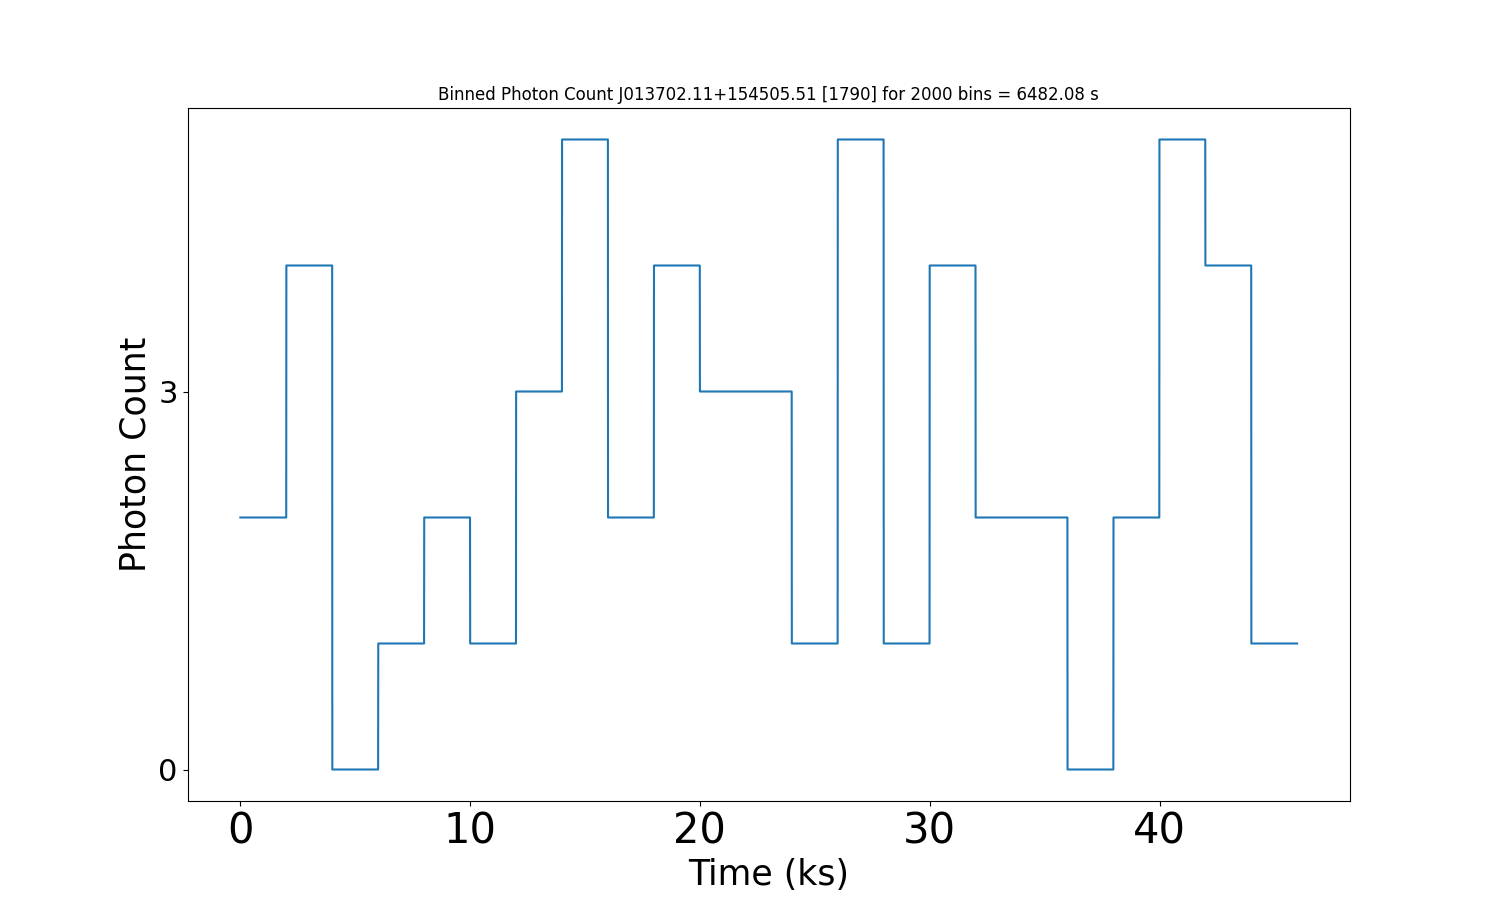 Binned Photon Count J013702.11+154505.51 [1790] for 2000 bins = 6482.08 s
Photon Count
3
0
0 10 20 30 40
Time (ks)